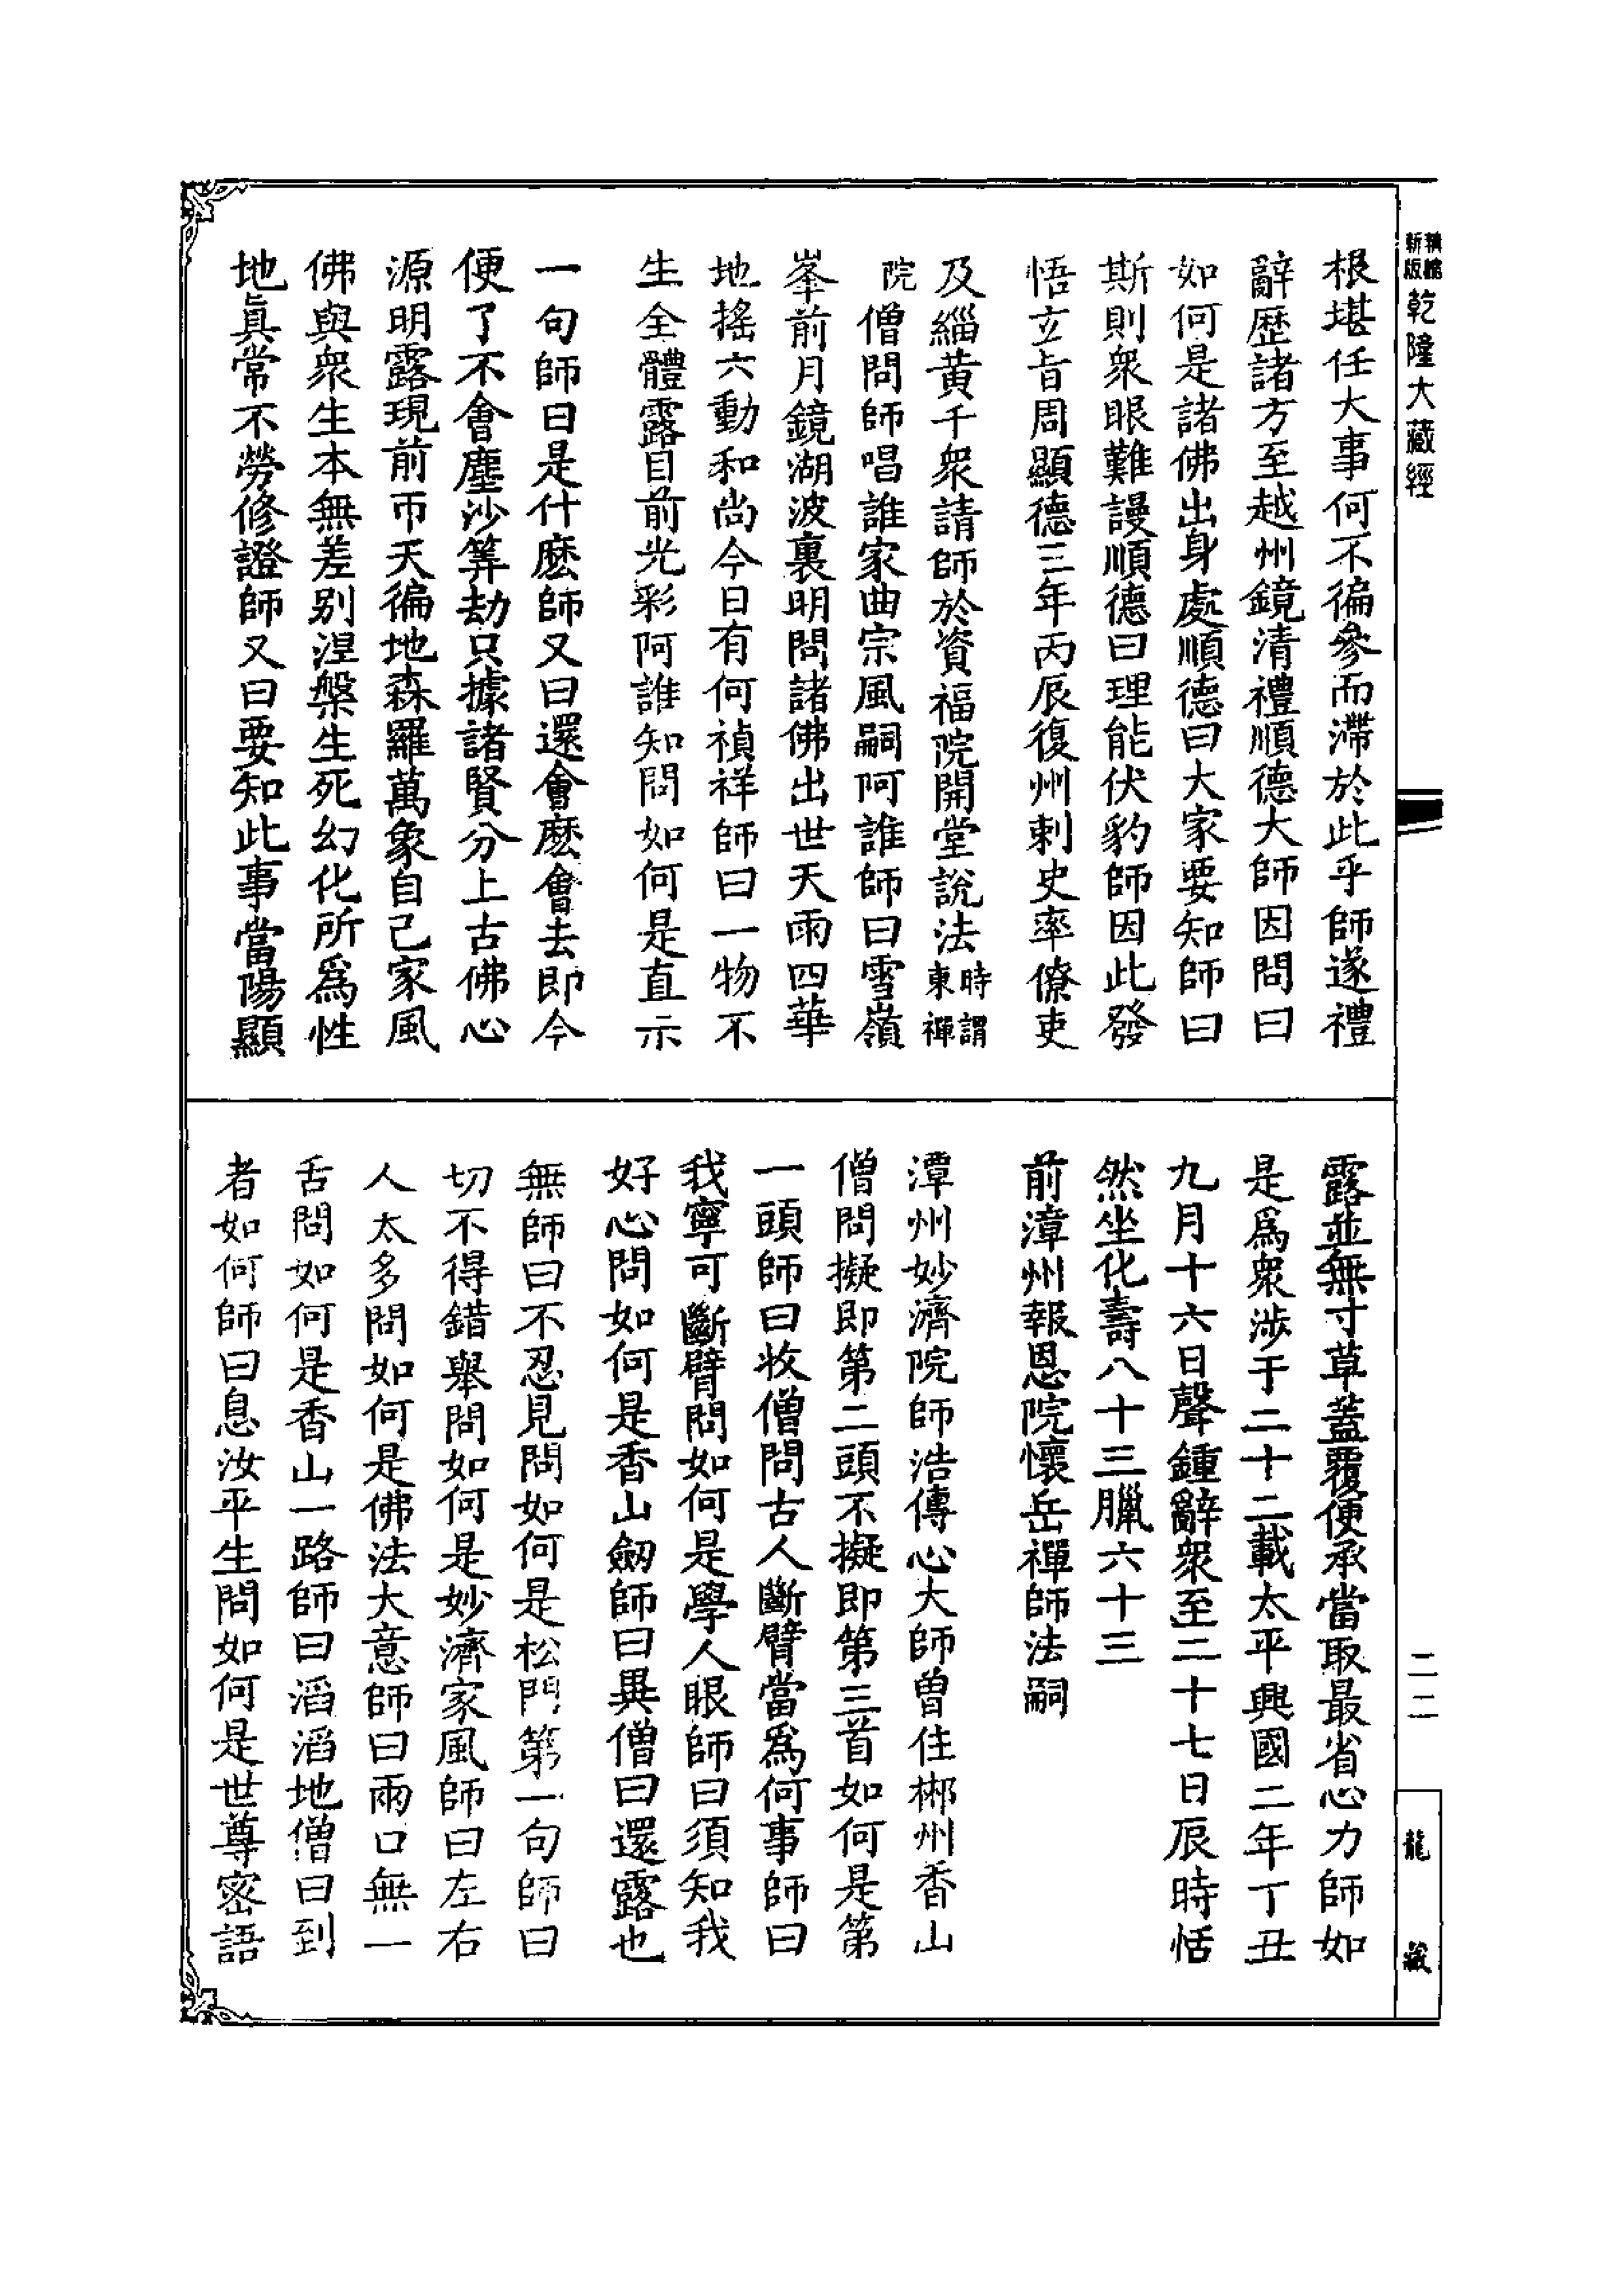 新版乾隆大藏經
根堪任大事何不徧參而滯於此乎師遂禮
辭歷諸方至越州鏡清禮順德大師因問曰
如何是諸佛出身處順德曰大家要知師曰
斯則衆眼難謾順德曰理能伏豹師因此發
悟玄旨周顯德三年丙辰復州刺史率僚吏
及緇黃千衆請師於資福院開堂說法時謂東禪
院僧問師唱誰家曲宗風嗣阿誰師曰雪嶺
峯前月鏡湖波裏明問諸佛出世天雨四華
地搖六動和尚今日有何禎祥師曰一物不
生全體露目前光彩阿誰知問如何是直示
一句師曰是什麽師又曰還會麽會去即今
便了不會塵沙筭劫只據諸賢分上古佛心
源明露現前帀天徧地森羅萬象自己家風
佛與衆生本無差別涅槃生死幻化所爲性
地眞常不勞修證師又曰要知此事當陽顯
露並無寸草蓋覆便承當取最省心力師如
是爲衆涉于二十二載太平興國二年丁丑
九月十六日聲鍾辭衆至二十七日辰時恬
然坐化壽八十三臘六十三
前漳州報恩院懷岳禪師法嗣
潭州妙濟院師浩傳心大師曾住郴州香山
僧問擬即第二頭不擬即第三首如何是第
一頭師曰收僧問古人斷臂當爲何事師曰
我寧可斷臂問如何是學人眼師曰須知我
好心問如何是香山劒師曰異僧曰還露也
無師曰不忍見問如何是松門第一句師曰
切不得錯舉問如何是妙濟家風師曰左右
人太多問如何是佛法大意師曰兩口無一
舌問如何是香山一路師曰滔滔地僧曰到
者如何師曰息汝平生問如何是世尊密語
二二
龍藏